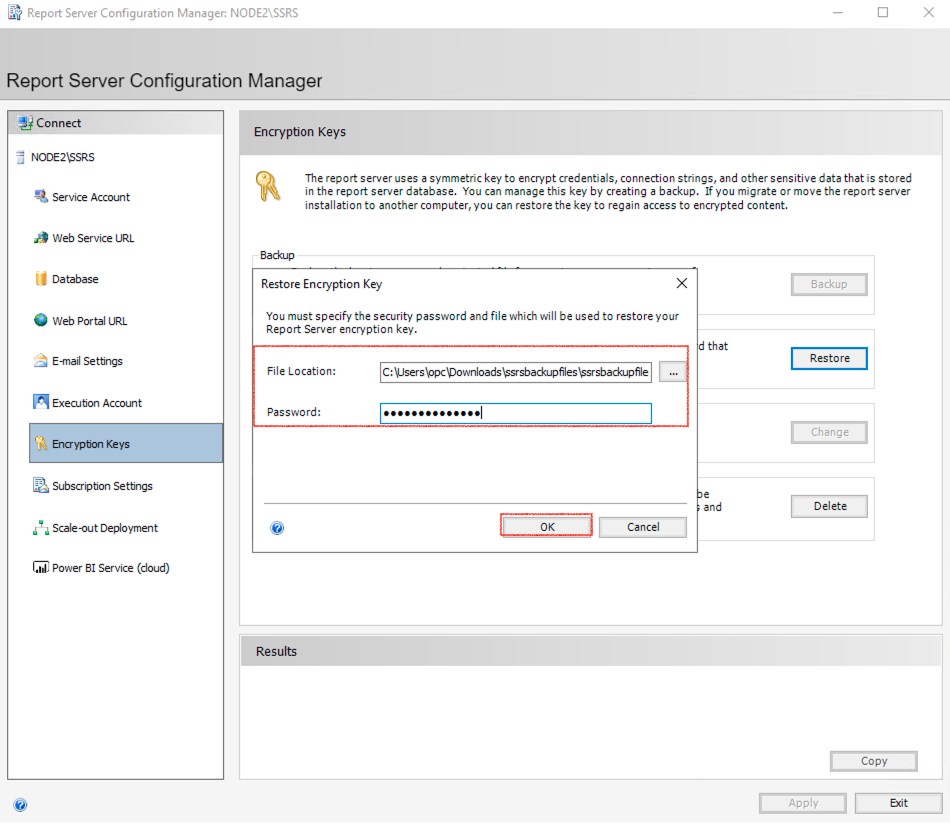 Report Server Configuration Manager: NODE2\SSRS
Report Server Configuration Manager
Connect
NODE2\SSRS
Service Account
Web Service URL
Database
Web Portal URL
E-mail Settings
Execution Account
Encryption Keys
Subscription Settings
Scale-out Deployment
Power BI Service (cloud)
Encryption Keys
The report server uses a symmetric key to encrypt credentials, connection strings, and other sensitive data that is stored
in the report server database. You can manage this key by creating a backup. If you migrate or move the report server
installation to another computer, you can restore the key to regain access to encrypted content.
Backup
Backup
d that
Restore
Change
be
s and
Delete
Restore Encryption Key
You must specify the security password and file which will be used to restore your
Report Server encryption key.
File Location:
C:\Users\opc\Downloads\ssrsbackupfiles\ssrsbackupfile
...
Password:
●●●●●●●●●●●●●●
OK
Cancel
Results
Copy
Apply
Exit